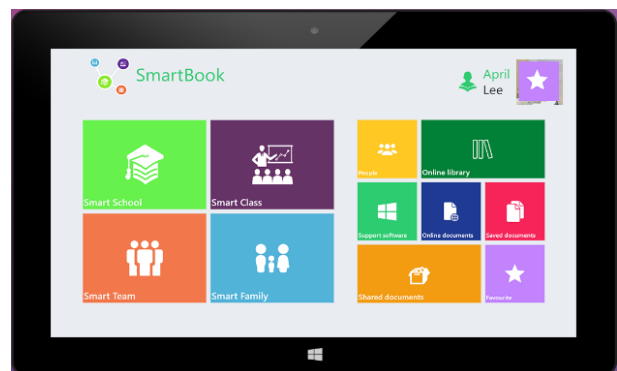 SmartBook
April
Lee
Smart School
Smart Class
Smart Team
Smart Family
People
Online library
Support software
Online documents
Saved documents
Shared documents
Favourite